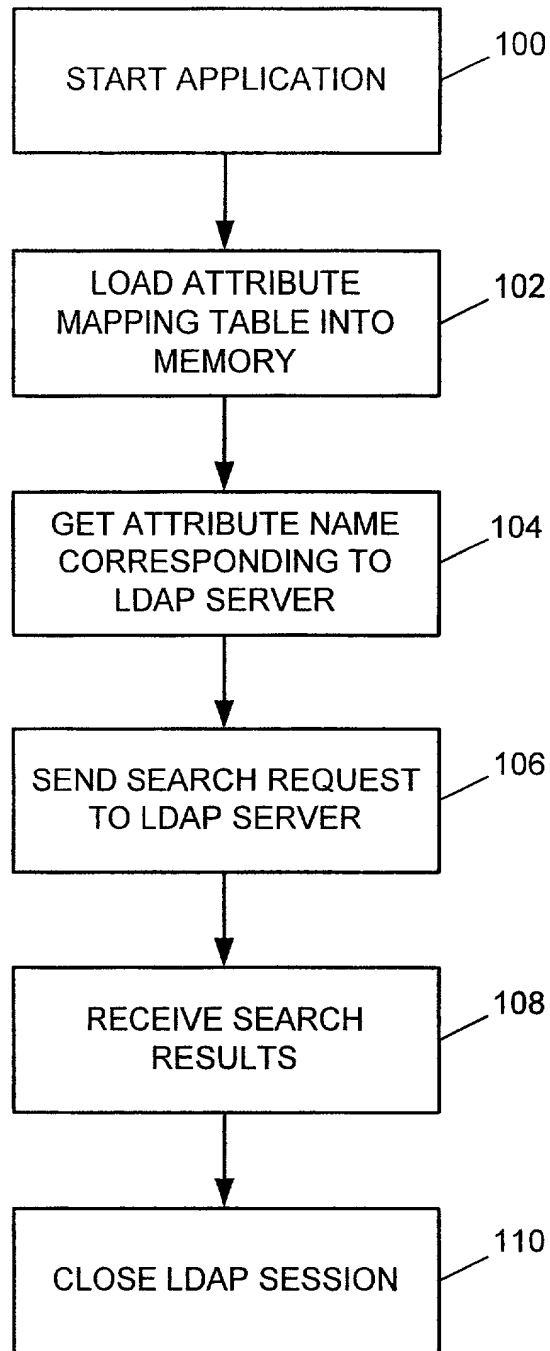 START APPLICATION
100
LOAD ATTRIBUTE
MAPPING TABLE INTO
MEMORY
102
GET ATTRIBUTE NAME
CORRESPONDING TO
LDAP SERVER
104
SEND SEARCH REQUEST
TO LDAP SERVER
106
RECEIVE SEARCH
RESULTS
108
CLOSE LDAP SESSION
110